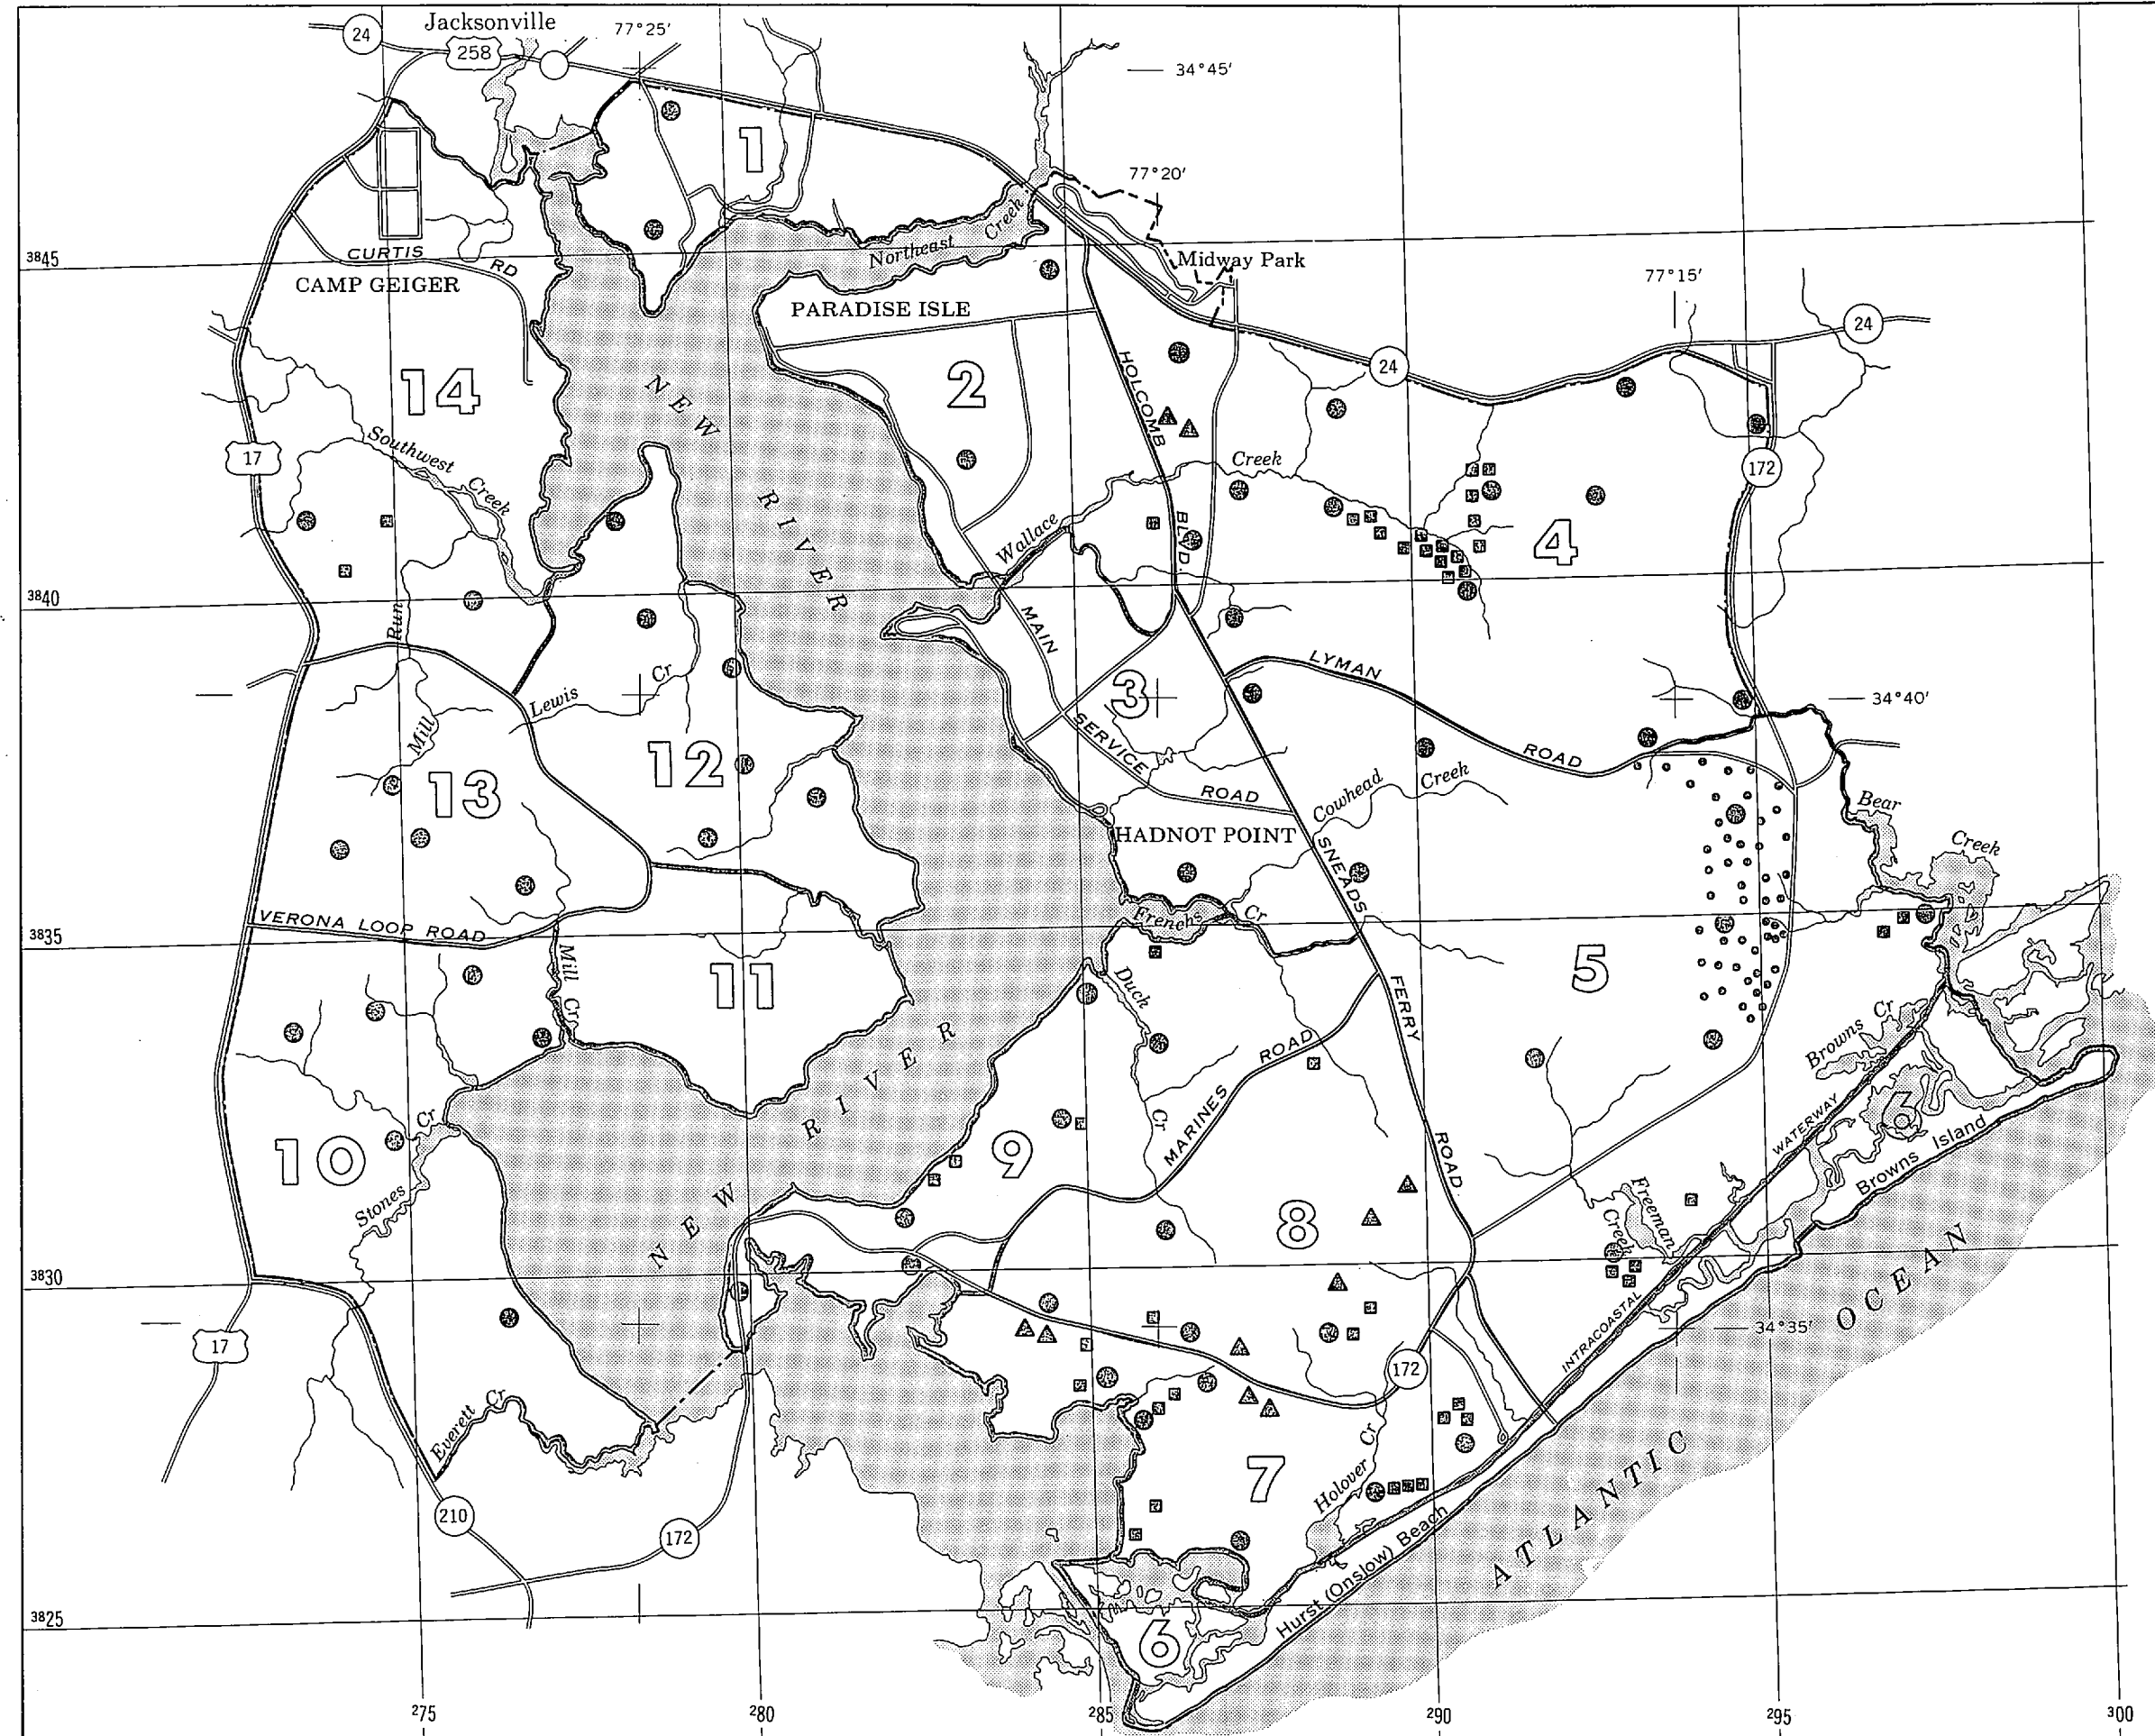 Jacksonville
24
258
77°25′
34°45′
1
77°20′
Northeast Creek
Midway Park
3845
CURTIS RD
CAMP GEIGER
PARADISE ISLE
77°15′
24
24
14
2
HOLCOMB BLVD.
NEW RIVER
Southwest Creek
17
Creek
172
Wallace
4
3840
Run
MAIN
LYMAN
Lewis Cr
3
34°40′
Mill
SERVICE
ROAD
12
ROAD
13
Cowhead Creek
Bear
Creek
HADNOT POINT
SNEADS
Frenchs Cr
VERONA LOOP ROAD
3835
Mill Cr
11
Duck
5
FERRY
Browns Cr
ROAD
RIVER
MARINES
Cr
6
WATERWAY
Browns Island
10
Cr
9
ROAD
Stones
NEW
8
Freeman Creek
3830
OCEAN
17
INTRACOASTAL
34°35′
172
Everett Cr
ATLANTIC
7
Holover Cr
210
172
Hurst (Onslow) Beach
3825
6
275
280
285
290
295
300